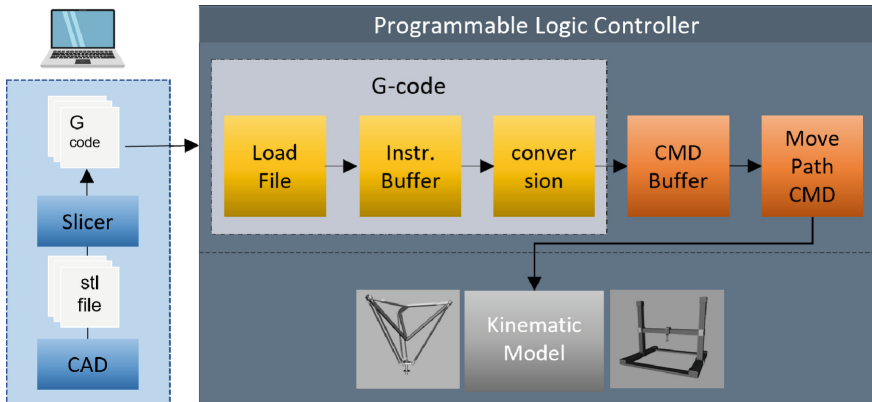 Programmable Logic Controller
G-code
G
code
Load
File
Instr.
Buffer
conver
sion
CMD
Buffer
Move
Path
CMD
Slicer
stl
file
CAD
Kinematic
Model